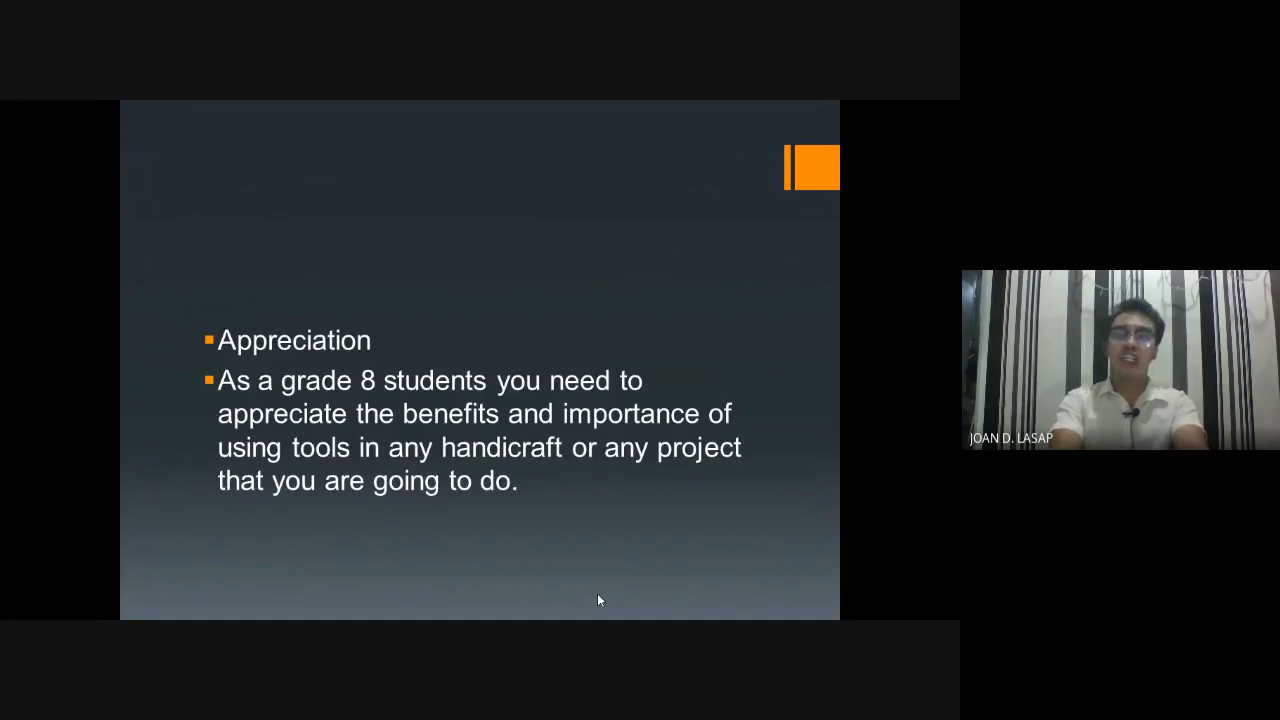 Appreciation
As a grade 8 students you need to
appreciate the benefits and importance of
using tools in any handicraft or any project
that you are going to do.
JOAN D. LASAP